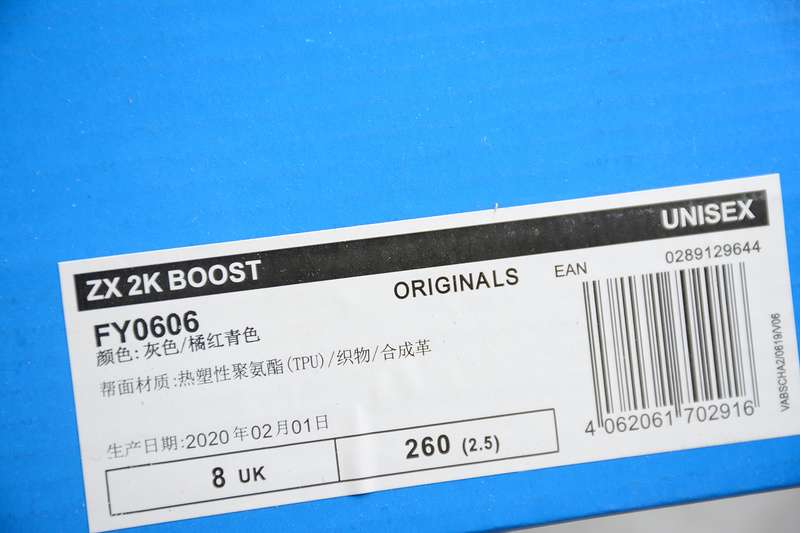 ZX 2K BOOST
UNISEX
FY0606
ORIGINALS
EAN
0289129644
颜色:灰色/橘红青色
帮面材质:热塑性聚氨酯(TPU)/织物/合成革
生产日期:2020年02月01日
8 UK
260 (2.5)
4 062061 702916
VABSCHA2/0619/V06